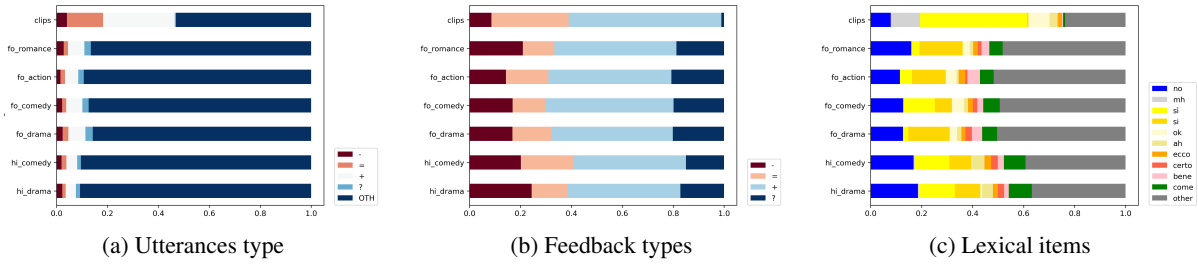 clips
fo_romance
fo_action
fo_comedy
fo_drama
hi_comedy
hi_drama
0.0 0.2 0.4 0.6 0.8 1.0
-
=
+
?
OTH
(a) Utterances type
clips
fo_romance
fo_action
fo_comedy
fo_drama
hi_comedy
hi_drama
0.0 0.2 0.4 0.6 0.8 1.0
-
=
+
?
(b) Feedback types
clips
fo_romance
fo_action
fo_comedy
fo_drama
hi_comedy
hi_drama
0.0 0.2 0.4 0.6 0.8 1.0
no
mh
sì
si
ok
ah
ecco
certo
bene
come
other
(c) Lexical items